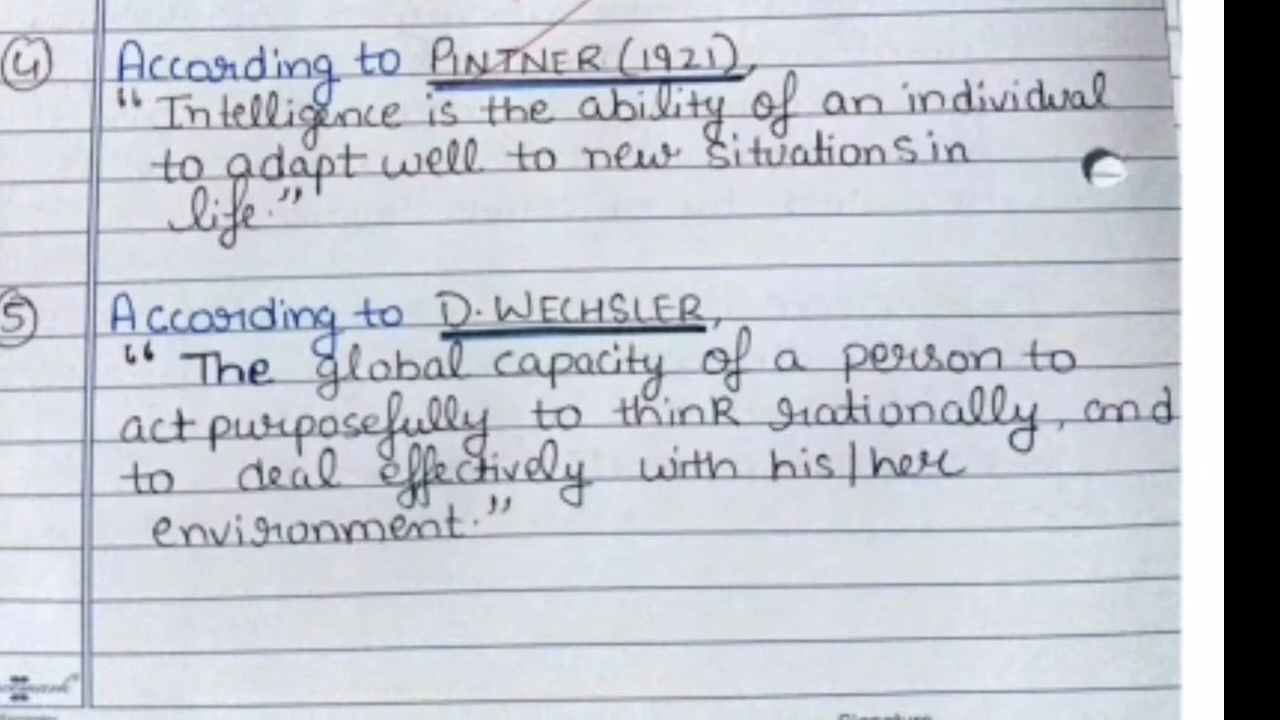 ④ According to PINTNER (1921),
“Intelligence is the ability of an individual
to adapt well to new situations in
life.”
⑤ According to D. WECHSLER,
“The global capacity of a person to
act purposefully to think rationally, and
to deal effectively with his/her
environment.”